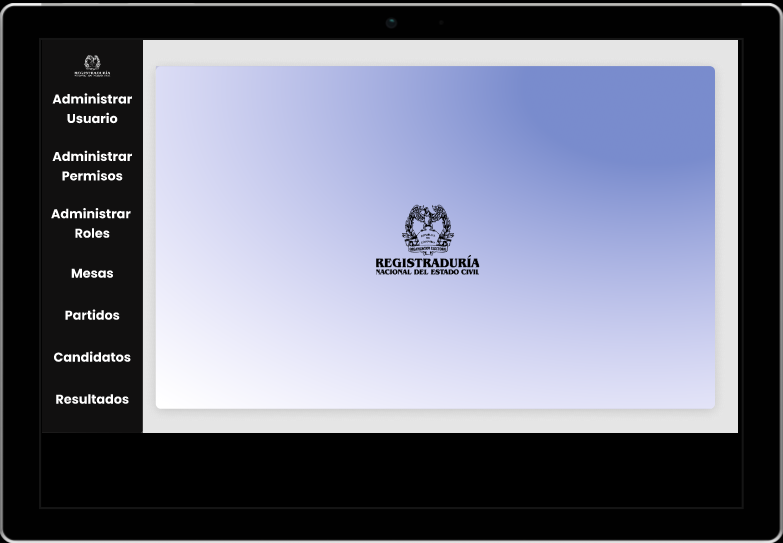 REGISTRADURÍA
Administrar
Usuario
Administrar
Permisos
Administrar
Roles
Mesas
Partidos
Candidatos
Resultados
REGISTRADURÍA
NACIONAL DEL ESTADO CIVIL